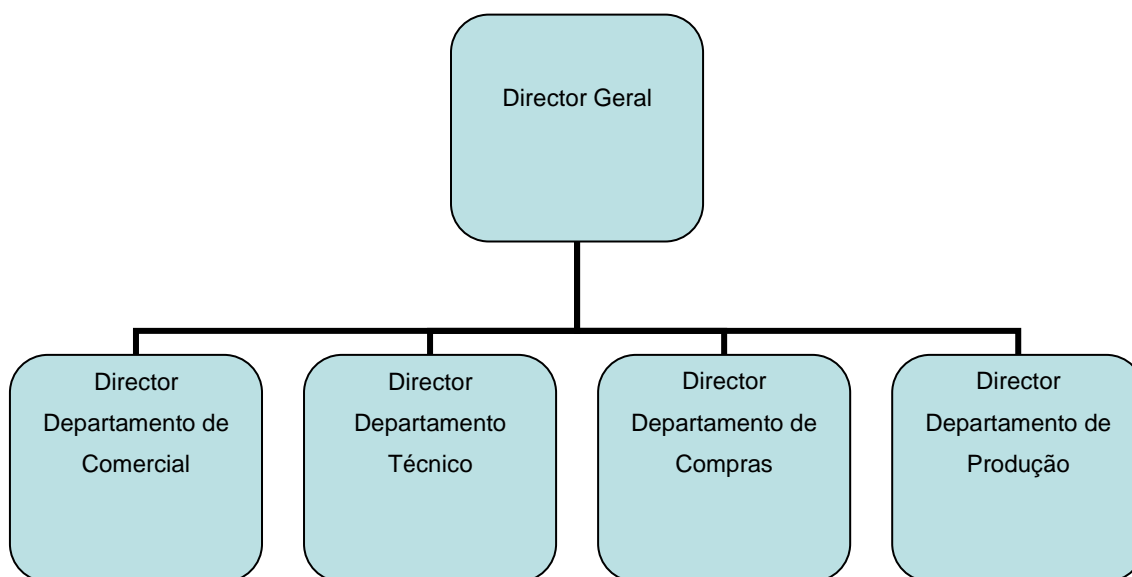 Director Geral
Director
Departamento de
Comercial
Director
Departamento
Técnico
Director
Departamento de
Compras
Director
Departamento de
Produção